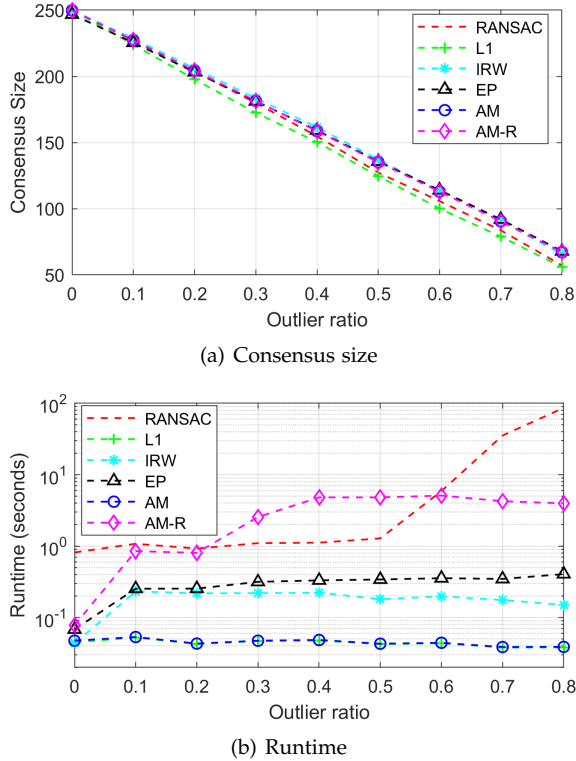 250
200
150
100
50
Consensus Size
RANSAC
L1
IRW
EP
AM
AM-R
0 0.1 0.2 0.3 0.4 0.5 0.6 0.7 0.8
Outlier ratio
(a) Consensus size
10^2
10^1
10^0
10^-1
Runtime (seconds)
RANSAC
L1
IRW
EP
AM
AM-R
0 0.1 0.2 0.3 0.4 0.5 0.6 0.7 0.8
Outlier ratio
(b) Runtime